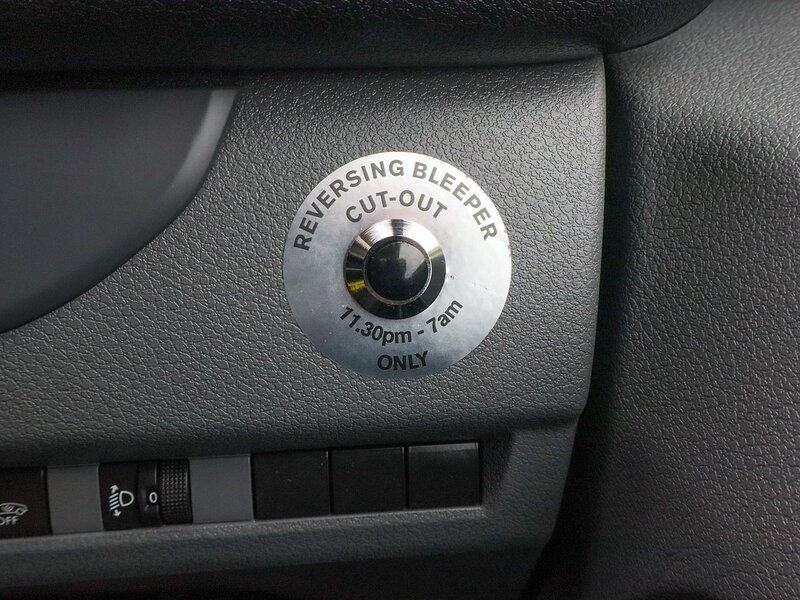 REVERSING BLEEPER
CUT-OUT
11.30pm - 7am
ONLY
OFF
0